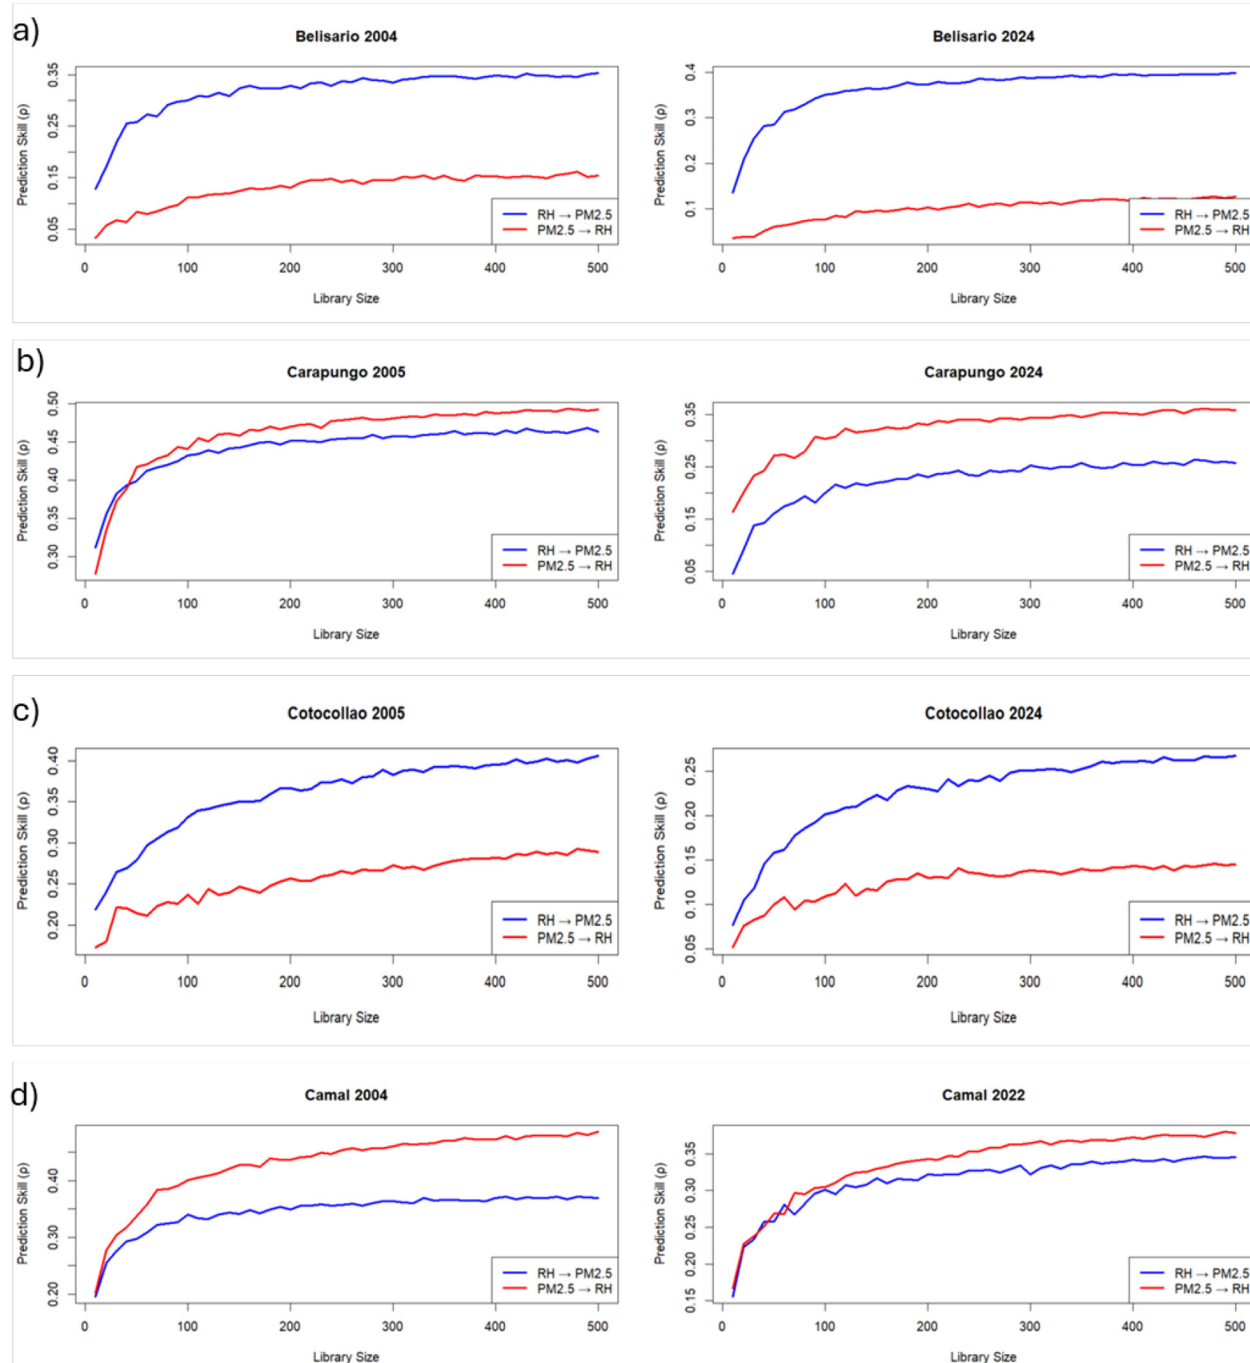 a)
Belisario 2004
Prediction Skill (ρ)
0.05 0.15 0.25 0.35
RH → PM2.5
PM2.5 → RH
0 100 200 300 400 500
Library Size
Belisario 2024
Prediction Skill (ρ)
0.1 0.2 0.3 0.4
RH → PM2.5
PM2.5 → RH
0 100 200 300 400 500
Library Size
b)
Carapungo 2005
Prediction Skill (ρ)
0.30 0.35 0.40 0.45 0.50
RH → PM2.5
PM2.5 → RH
0 100 200 300 400 500
Library Size
Carapungo 2024
Prediction Skill (ρ)
0.05 0.15 0.25 0.35
RH → PM2.5
PM2.5 → RH
0 100 200 300 400 500
Library Size
c)
Cotocollao 2005
Prediction Skill (ρ)
0.20 0.25 0.30 0.35 0.40
RH → PM2.5
PM2.5 → RH
0 100 200 300 400 500
Library Size
Cotocollao 2024
Prediction Skill (ρ)
0.05 0.10 0.15 0.20 0.25
RH → PM2.5
PM2.5 → RH
0 100 200 300 400 500
Library Size
d)
Camal 2004
Prediction Skill (ρ)
0.20 0.30 0.40
RH → PM2.5
PM2.5 → RH
0 100 200 300 400 500
Library Size
Camal 2022
Prediction Skill (ρ)
0.15 0.20 0.25 0.30 0.35
RH → PM2.5
PM2.5 → RH
0 100 200 300 400 500
Library Size